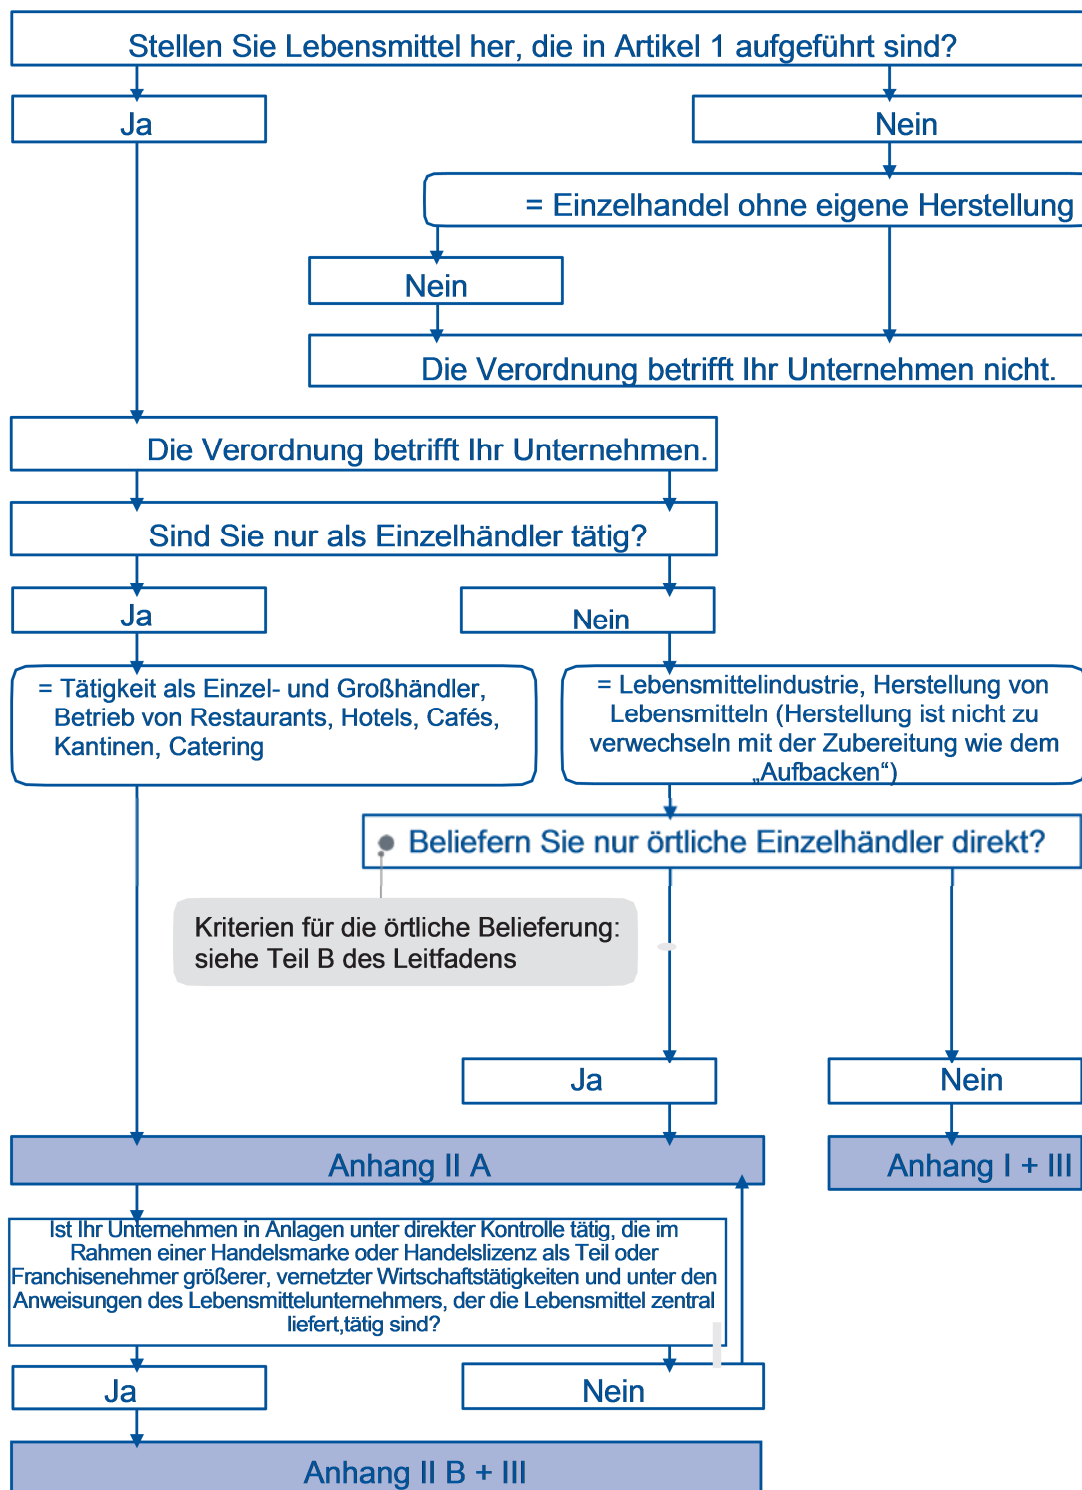 Stellen Sie Lebensmittel her, die in Artikel 1 aufgeführt sind?
Ja
Nein
= Einzelhandel ohne eigene Herstellung
Nein
Die Verordnung betrifft Ihr Unternehmen nicht.
Die Verordnung betrifft Ihr Unternehmen.
Sind Sie nur als Einzelhändler tätig?
Ja
Nein
= Tätigkeit als Einzel- und Großhändler,
Betrieb von Restaurants, Hotels, Cafés,
Kantinen, Catering
= Lebensmittelindustrie, Herstellung von
Lebensmitteln (Herstellung ist nicht zu
verwechseln mit der Zubereitung wie dem
„Aufbacken“)
Beliefern Sie nur örtliche Einzelhändler direkt?
Kriterien für die örtliche Belieferung:
siehe Teil B des Leitfadens
Ja
Nein
Anhang II A
Anhang I + III
Ist Ihr Unternehmen in Anlagen unter direkter Kontrolle tätig, die im
Rahmen einer Handelsmarke oder Handelslizenz als Teil oder
Franchisenehmer größerer, vernetzter Wirtschaftstätigkeiten und unter den
Anweisungen des Lebensmittelunternehmers, der die Lebensmittel zentral
liefert,tätig sind?
Ja
Nein
Anhang II B + III